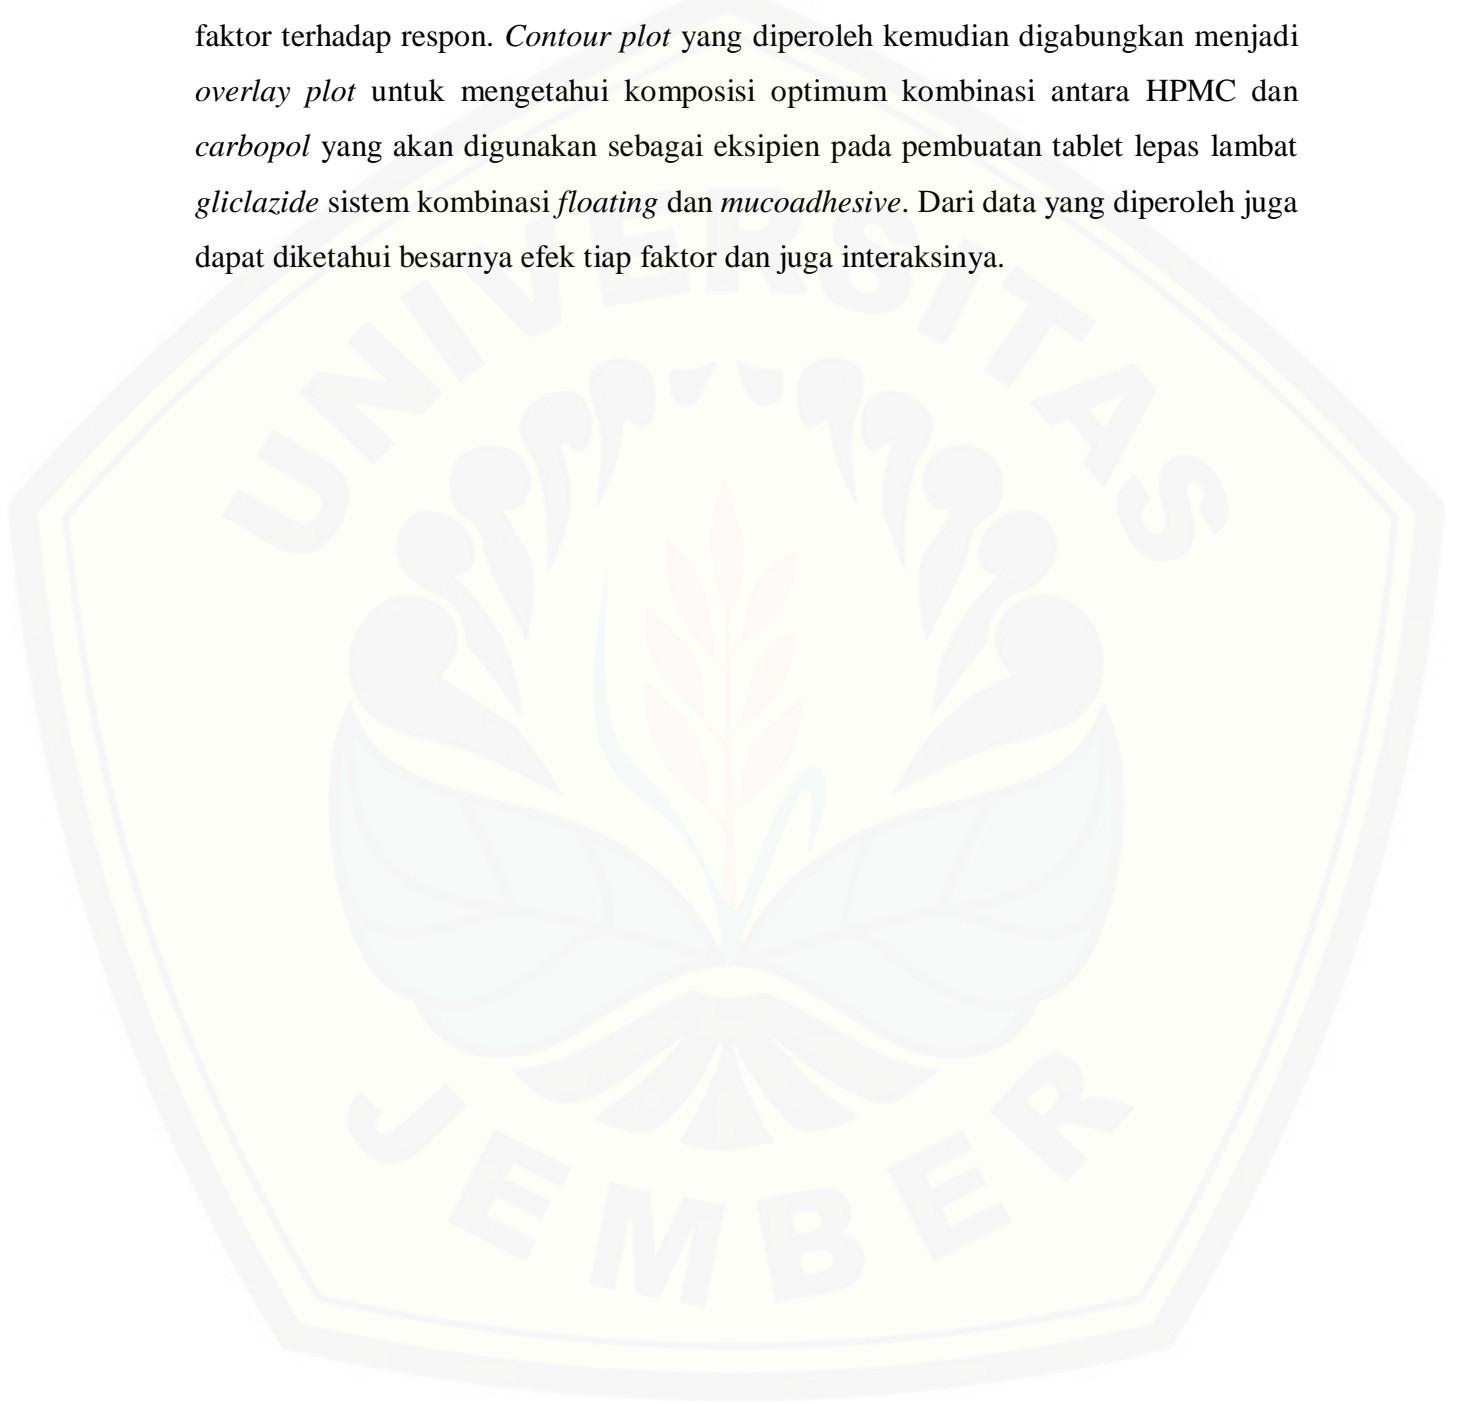 faktor terhadap respon. Contour plot yang diperoleh kemudian digabungkan menjadi
overlay plot untuk mengetahui komposisi optimum kombinasi antara HPMC dan
carbopol yang akan digunakan sebagai eksipien pada pembuatan tablet lepas lambat
gliclazide sistem kombinasi floating dan mucoadhesive. Dari data yang diperoleh juga
dapat diketahui besarnya efek tiap faktor dan juga interaksinya.
UNIVERSITAS
JEMBER